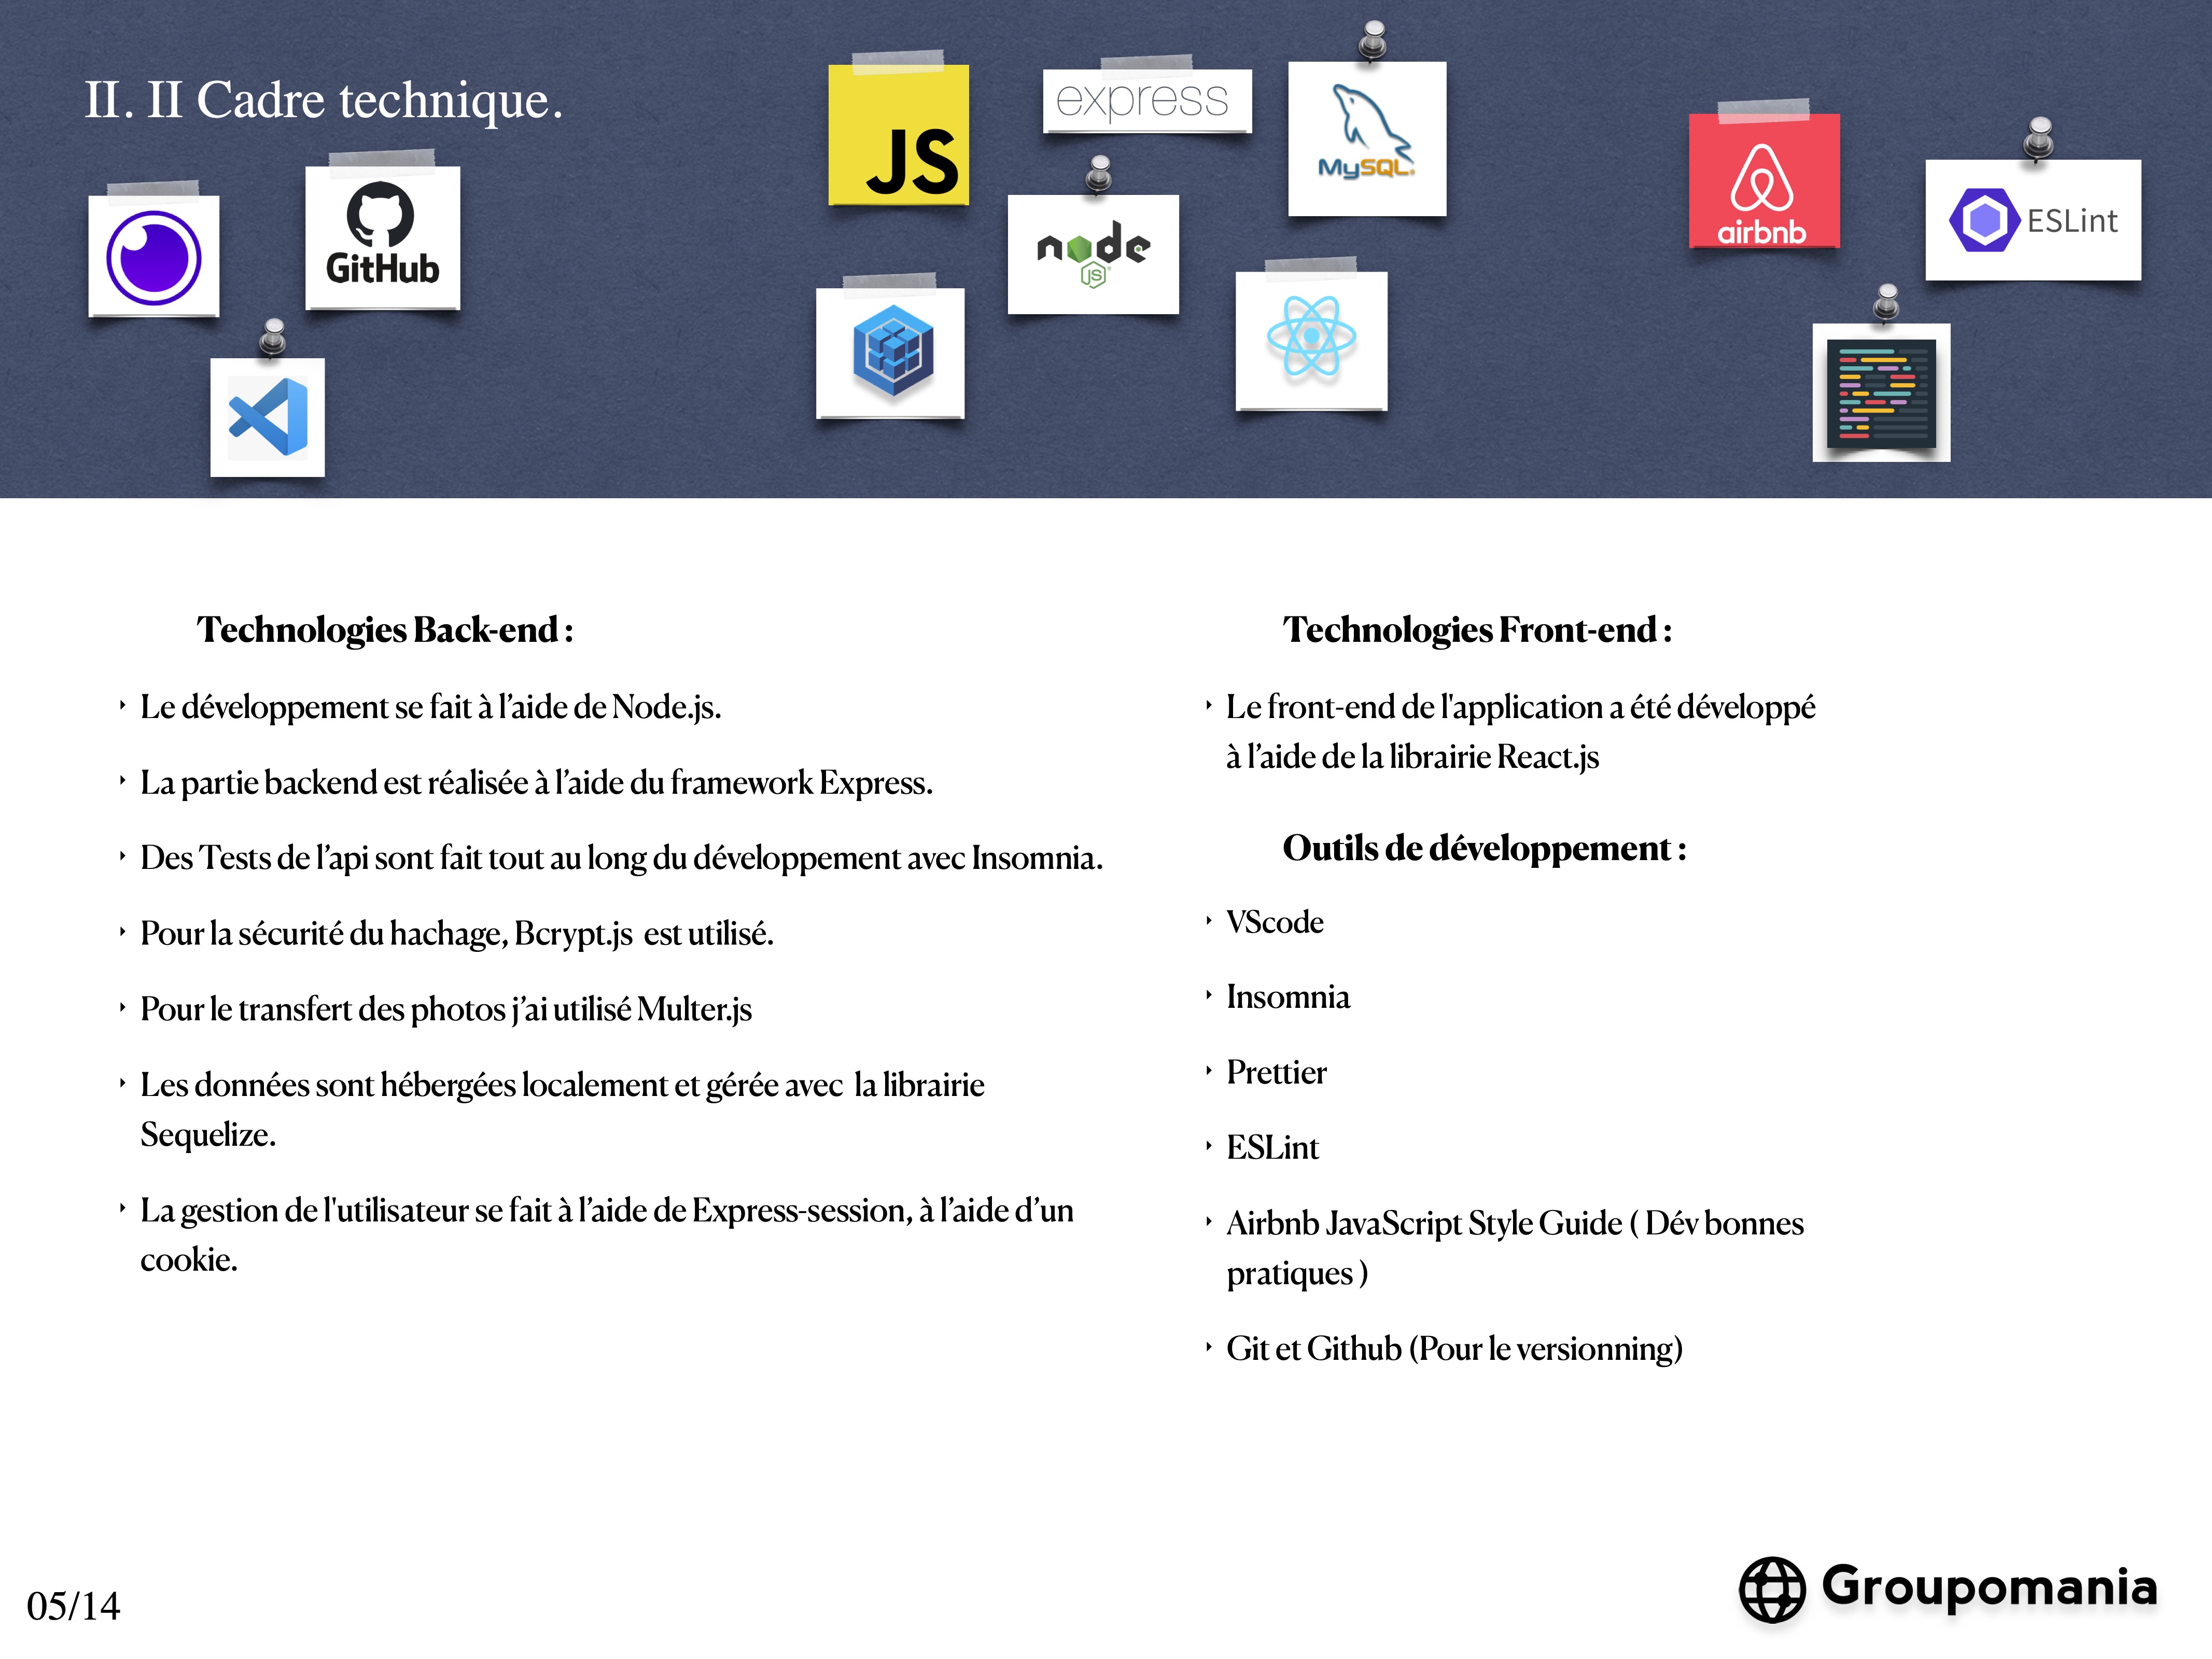 II. II Cadre technique.
JS
express
MySQL.
airbnb
ESLint
GitHub
node
JS
Technologies Back-end :
‣ Le développement se fait à l’aide de Node.js.
‣ La partie backend est réalisée à l’aide du framework Express.
‣ Des Tests de l’api sont fait tout au long du développement avec Insomnia.
‣ Pour la sécurité du hachage, Bcrypt.js  est utilisé.
‣ Pour le transfert des photos j’ai utilisé Multer.js
‣ Les données sont hébergées localement et gérée avec  la librairie
Sequelize.
‣ La gestion de l'utilisateur se fait à l’aide de Express-session, à l’aide d’un
cookie.
Technologies Front-end :
‣ Le front-end de l'application a été développé
à l’aide de la librairie React.js
Outils de développement :
‣ VScode
‣ Insomnia
‣ Prettier
‣ ESLint
‣ Airbnb JavaScript Style Guide ( Dév bonnes
pratiques )
‣ Git et Github (Pour le versionning)
05/14
Groupomania